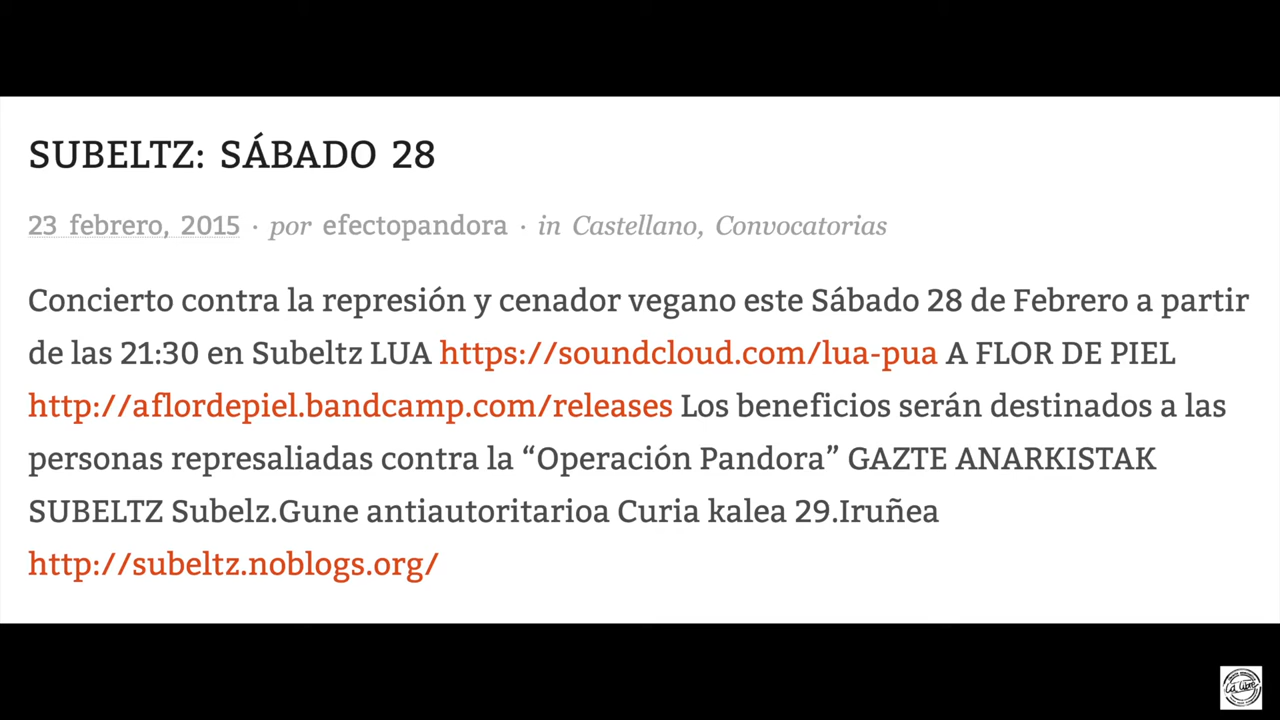 SUBELTZ: SÁBADO 28
23 febrero, 2015 · por efectopandora · in Castellano, Convocatorias
Concierto contra la represión y cenador vegano este Sábado 28 de Febrero a partir
de las 21:30 en Subeltz LUA https://soundcloud.com/lua-pua A FLOR DE PIEL
http://aflordepiel.bandcamp.com/releases Los beneficios serán destinados a las
personas represaliadas contra la “Operación Pandora” GAZTE ANARKISTAK
SUBELTZ Subelz.Gune antiautoritarioa Curia kalea 29.Iruñea
http://subeltz.noblogs.org/